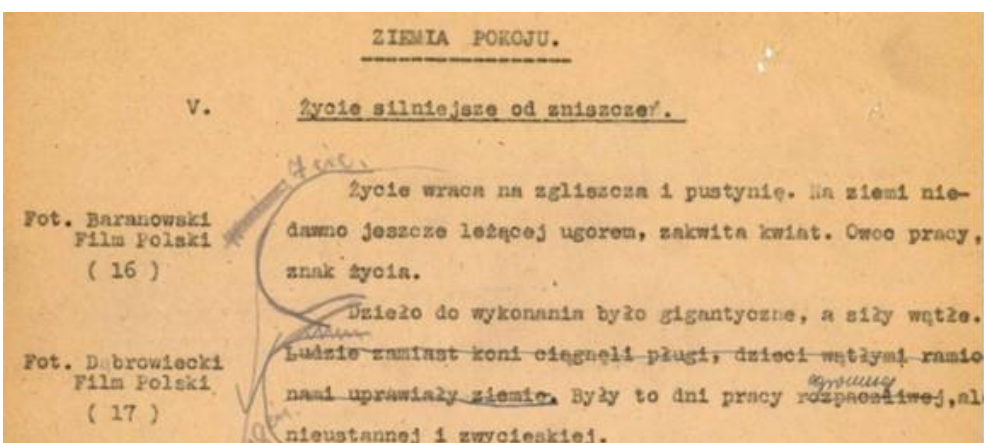 ZIEMIA POKOJU.
V. Życie silniejsze od zniszczeń.
7 cic.
Życie wraca na zgliszcza i pustynię. Na ziemi nie-
Fot. Baranowski
dawno jeszcze leżącej ugorem, zakwita kwiat. Owoc pracy,
Film Polski
( 16 )
znak życia.
Dzieło do wykonania było gigantyczne, a siły wątłe.
Fot. Dąbrowiecki
Ludzie zamiast koni ciągnęli pługi, dzieci wątłymi ramio
Film Polski
ogromnej
nami uprawiały ziemię. Były to dni pracy rozpaczliwej,al
( 17 )
nieustannej i zwycięskiej.